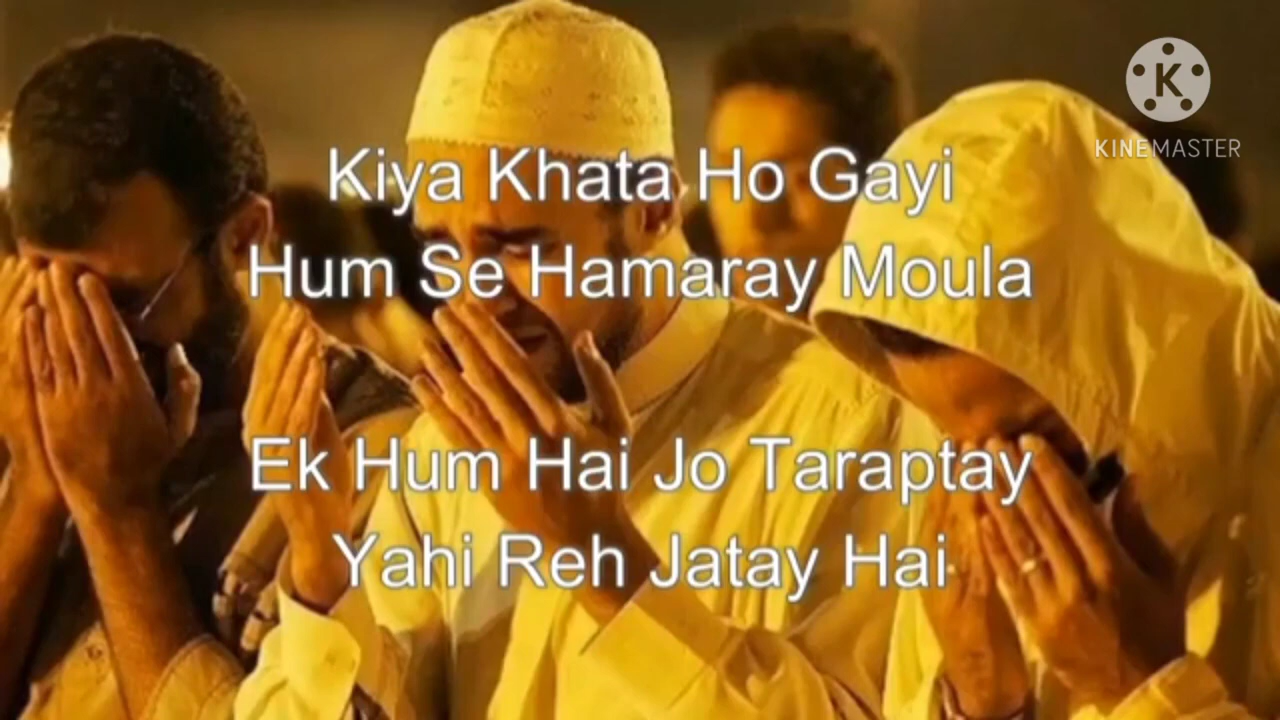 KINEMASTER
Kiya Khata Ho Gayi
Hum Se Hamaray Moula
Ek Hum Hai Jo Taraptay
Yahi Reh Jatay Hai